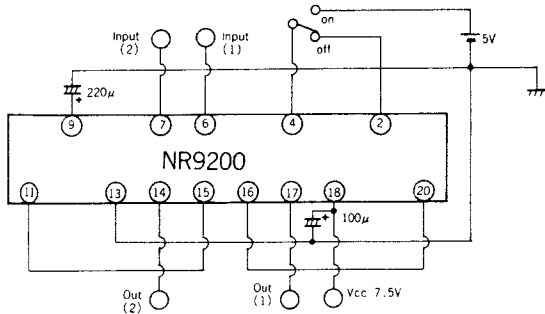 on
Input
(2)
Input
(1)
off
5V
220μ
+
9
7
6
4
2
NR9200
11
13
14
15
16
17
18
20
+
100μ
Out
(2)
Out
(1)
Vcc 7.5V